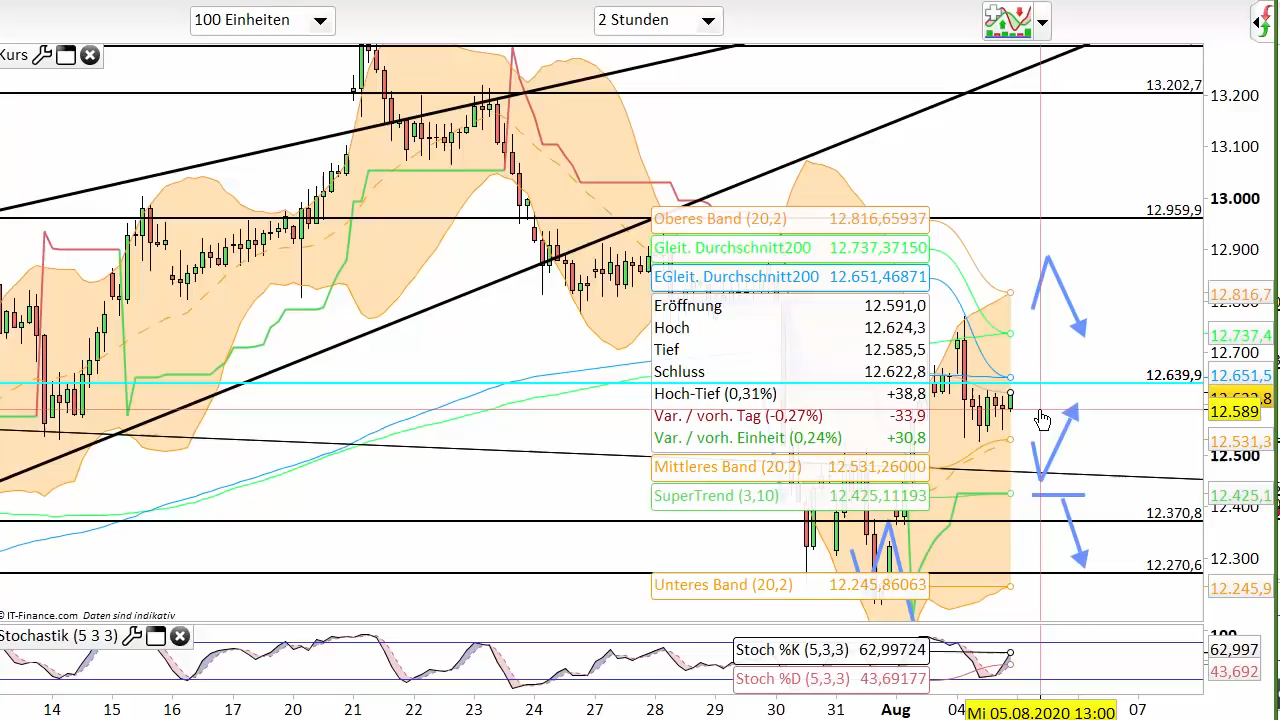 100 Einheiten
2 Stunden
Kurs
13.202,7
13.200
13.000
12.959,9
12.900
Oberes Band (20,2) 12.816,65937
Gleit. Durchschnitt200 12.737,37150
EGleit. Durchschnitt200 12.651,46871
Eröffnung 12.591,0
Hoch 12.624,3
Tief 12.585,5
Schluss 12.622,8
Hoch-Tief (0,31%) +38,8
Var. / vorh. Tag (-0,27%) -33,9
Var. / vorh. Einheit (0,24%) +30,8
Mittleres Band (20,2) 12.531,26000
SuperTrend (3,10) 12.425,11193
Unteres Band (20,2) 12.245,86063
13.100
12.816,7
12.737,4
12.700
12.651,5
12.639,9
12.589
12.531,3
12.500
12.425,1
12.400
12.370,8
12.300
12.270,6
12.245,9
© IT-Finance.com Daten sind indikativ
Stochastik (5 3 3)
Stoch %K (5,3,3) 62,99724
Stoch %D (5,3,3) 43,69177
62,997
43,692
14 15 16 17 20 21 22 23 24 27 28 29 30 31 Aug 04 Mi 05.08.2020 13:00 07